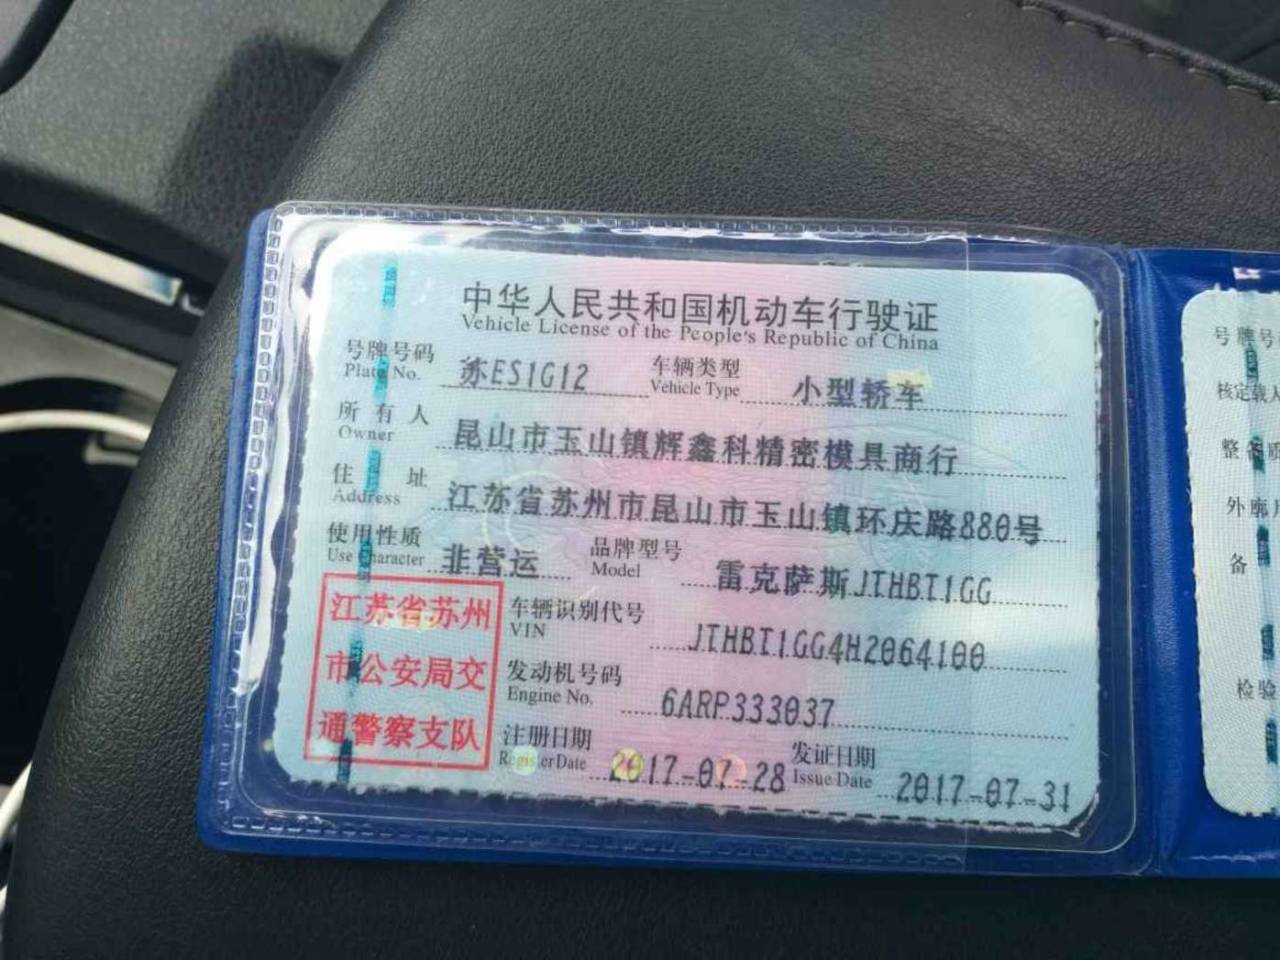 中华人民共和国机动车行驶证
Vehicle License of the People's Republic of China
号牌号码 苏ES1G12 车辆类型 小型轿车
Plate No. Vehicle Type
所有人 昆山市玉山镇辉鑫科精密模具商行
Owner
住址 江苏省苏州市昆山市玉山镇环庆路880号
Address
使用性质 非营运 品牌型号 雷克萨斯JTHBT1GG
Use Character Model
江苏省苏州
市公安局交
通警察支队
车辆识别代号 JTHBT1GG4H2064100
VIN
发动机号码 6ARP333037
Engine No.
注册日期 2017-07-28 发证日期 2017-07-31
Register Date Issue Date
号牌号
核定载人
整备质
外廓尺
备
检验